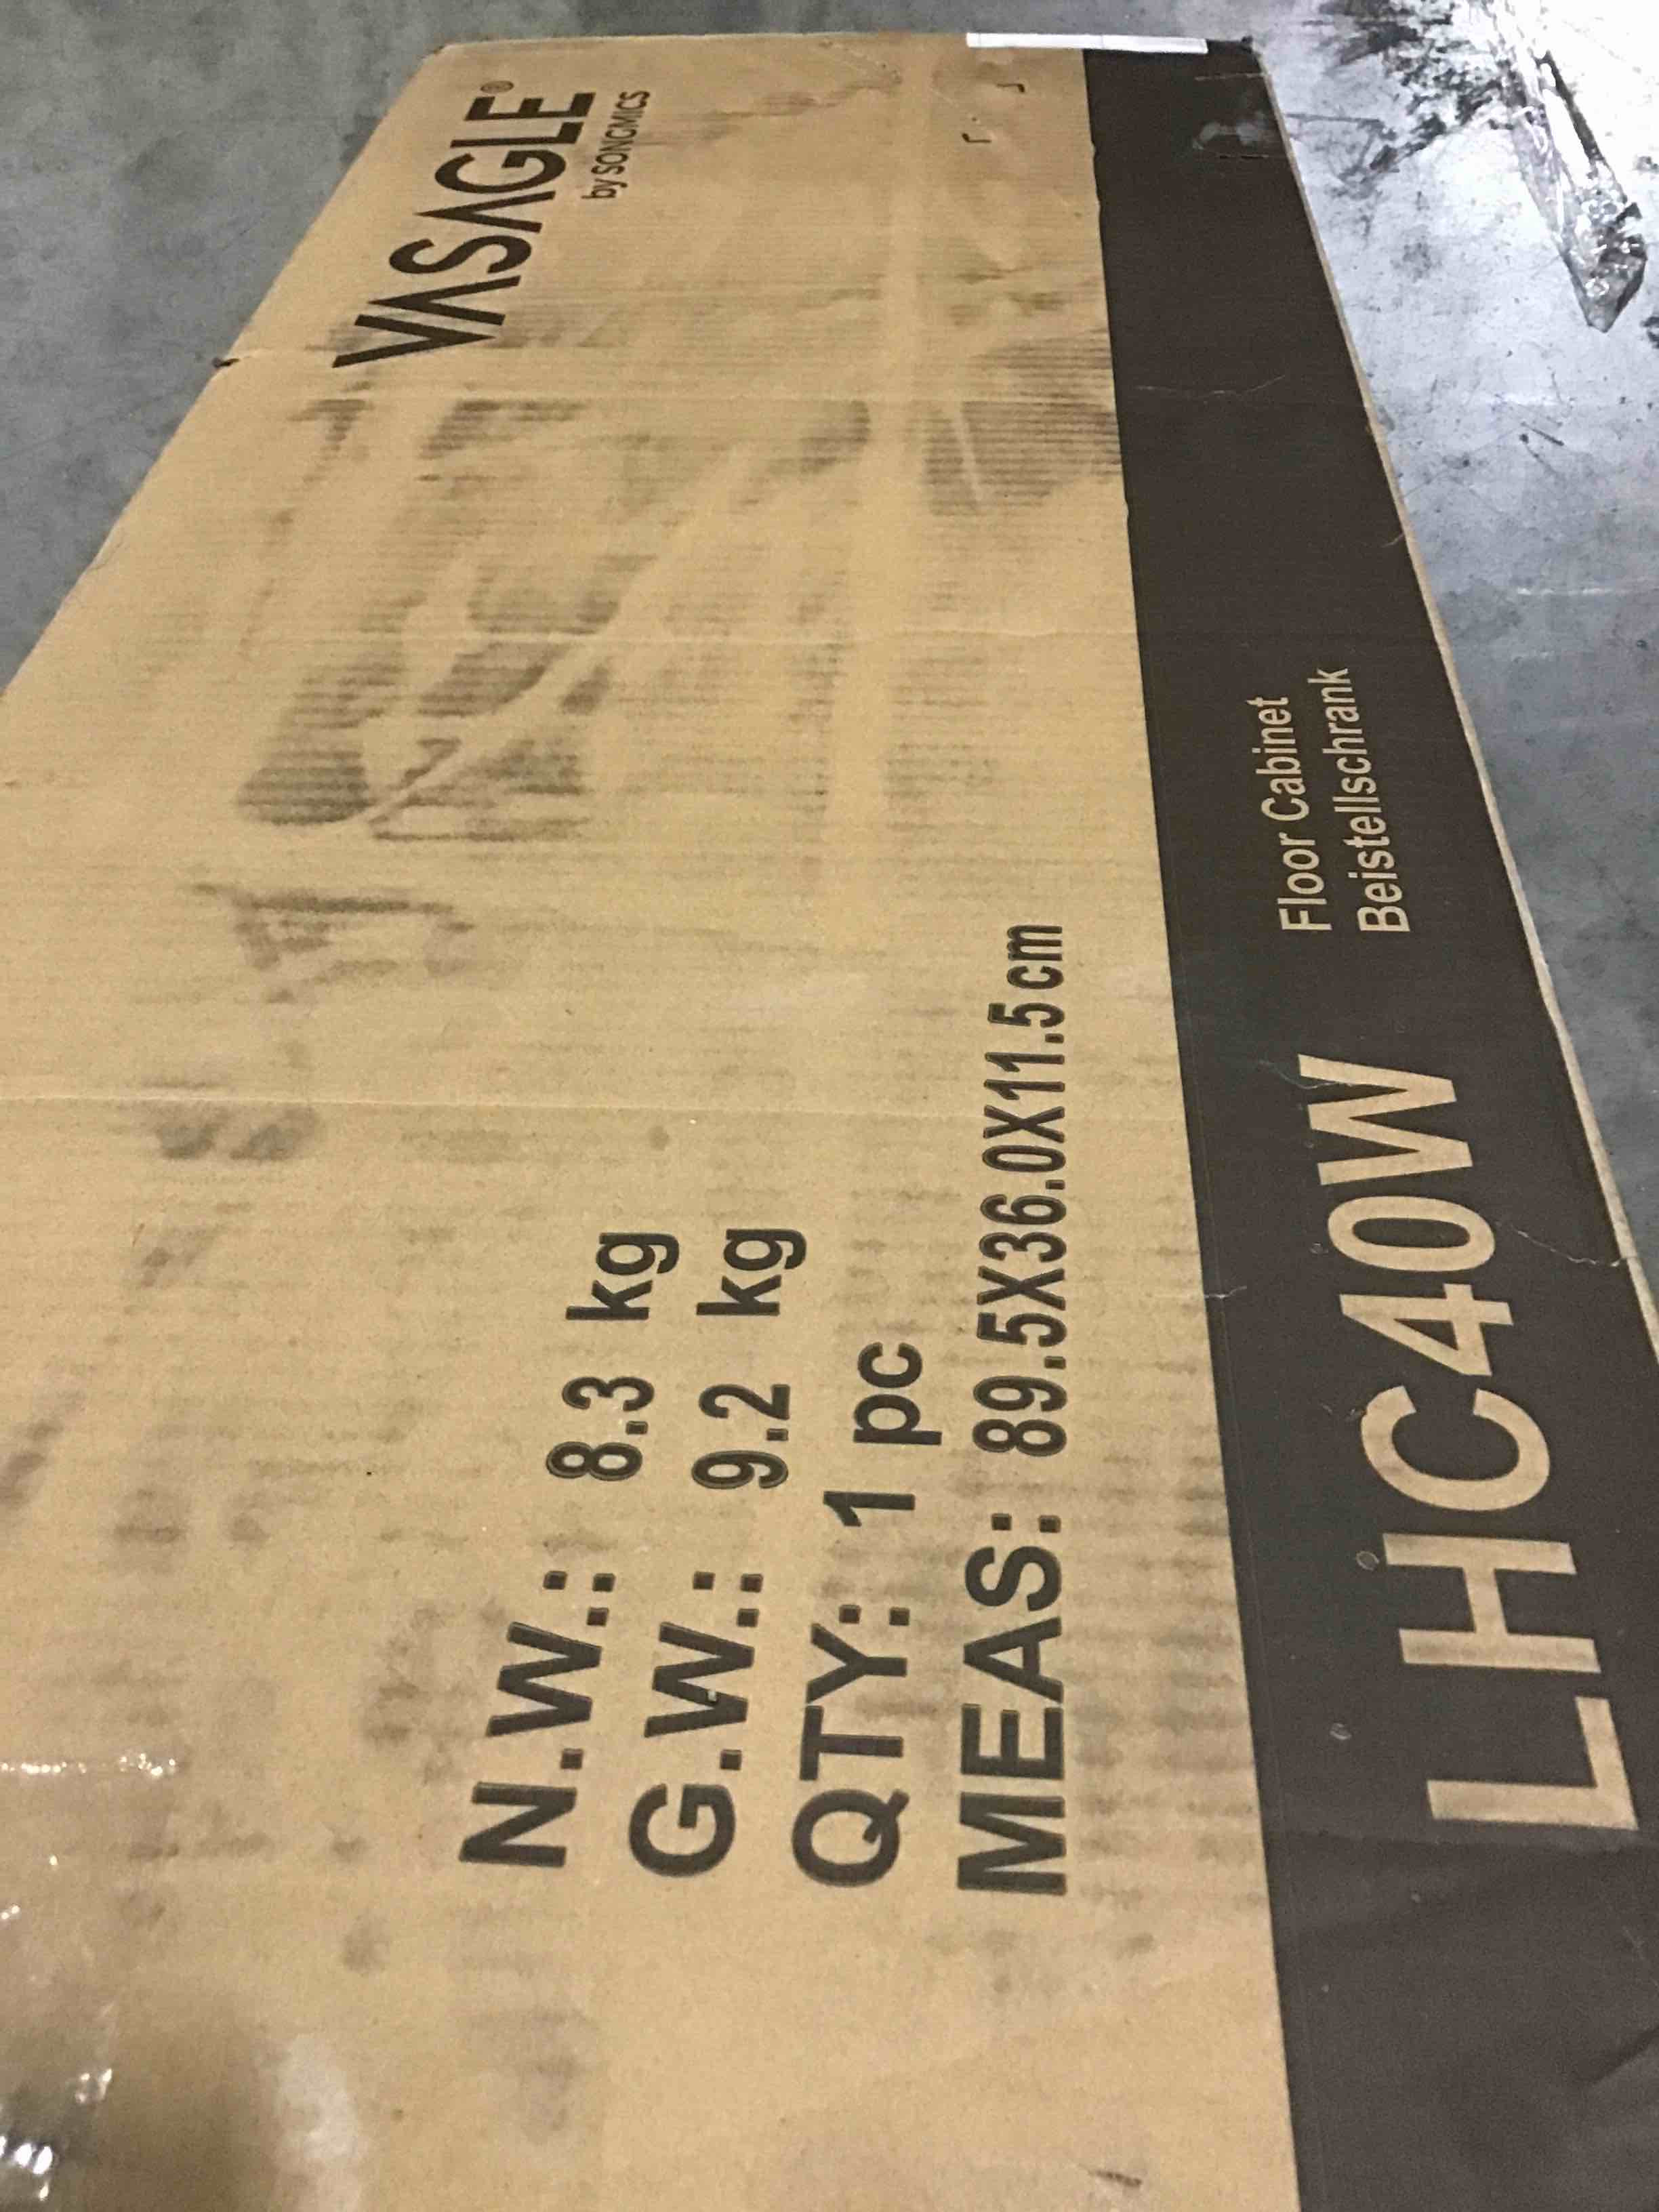 VASAGLE®
by SONGMICS
N.W.: 8.3 kg
G.W.: 9.2 kg
QTY: 1 pc
MEAS: 89.5X36.0X11.5cm
LHC40W
Floor Cabinet
Beistellschrank